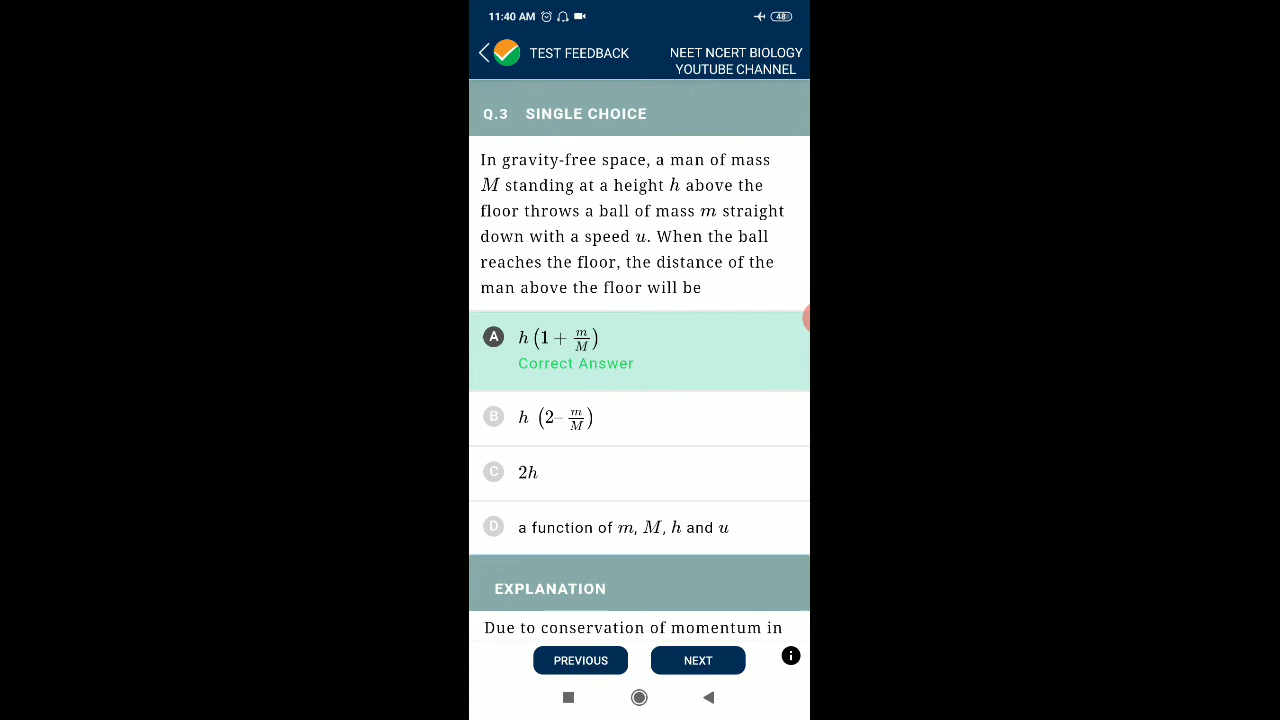 11:40 AM 48
TEST FEEDBACK
NEET NCERT BIOLOGY
YOUTUBE CHANNEL
Q.3 SINGLE CHOICE
In gravity-free space, a man of mass
M standing at a height h above the
floor throws a ball of mass m straight
down with a speed u. When the ball
reaches the floor, the distance of the
man above the floor will be
A h(1 + m/M)
Correct Answer
B h (2– m/M)
C 2h
D a function of m, M, h and u
EXPLANATION
Due to conservation of momentum in
PREVIOUS NEXT i